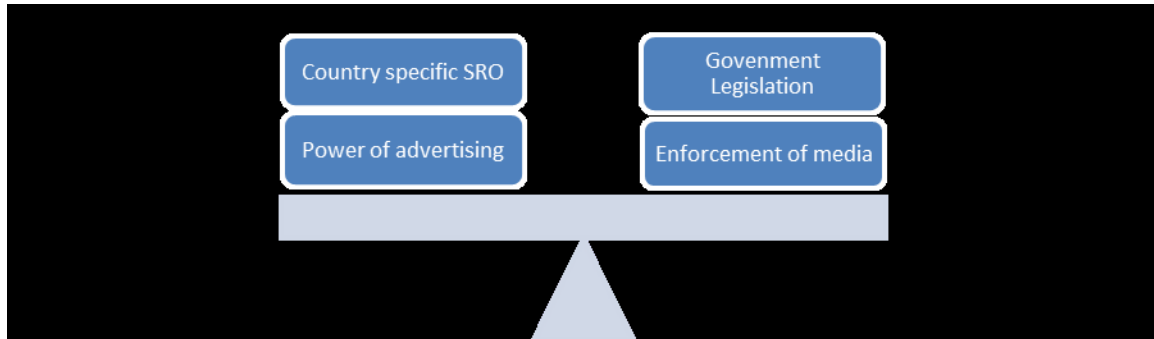 Country specific SRO
Power of advertising
Govenment
Legislation
Enforcement of media